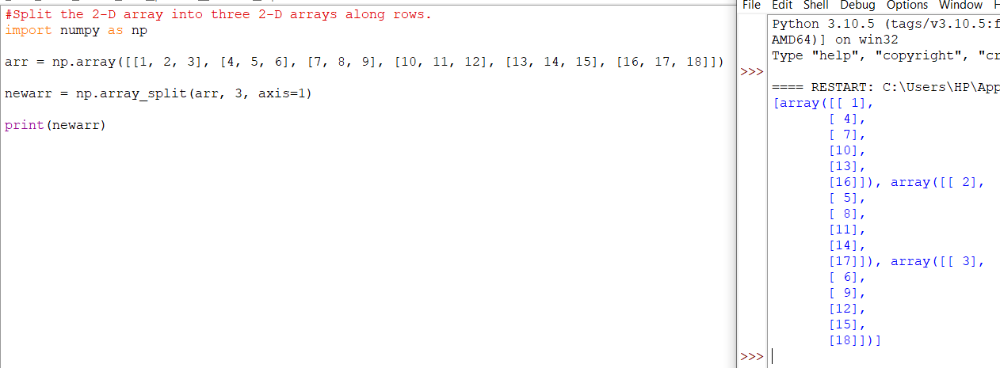 #Split the 2-D array into three 2-D arrays along rows.
import numpy as np
arr = np.array([[1, 2, 3], [4, 5, 6], [7, 8, 9], [10, 11, 12], [13, 14, 15], [16, 17, 18]])
newarr = np.array_split(arr, 3, axis=1)
print(newarr)
File Edit Shell Debug Options Window H
Python 3.10.5 (tags/v3.10.5:f
AMD64)] on win32
Type "help", "copyright", "cr
>>>
==== RESTART: C:\Users\HP\App
[array([[ 1],
       [ 4],
       [ 7],
       [10],
       [13],
       [16]]), array([[ 2],
       [ 5],
       [ 8],
       [11],
       [14],
       [17]]), array([[ 3],
       [ 6],
       [ 9],
       [12],
       [15],
       [18]])]
>>>